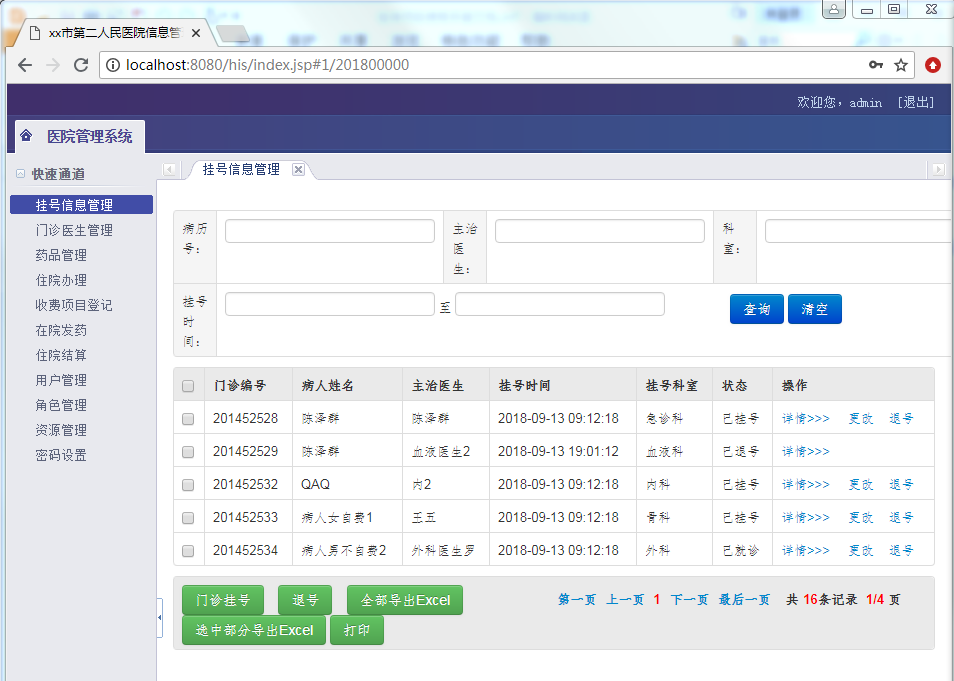 xx市第二人民医院信息管
localhost:8080/his/index.jsp#1/201800000
欢迎您，admin [退出]
医院管理系统
快速通道
挂号信息管理
门诊医生管理
药品管理
住院办理
收费项目登记
在院发药
住院结算
用户管理
角色管理
资源管理
密码设置
挂号信息管理
病历号：
主治医生：
科室：
挂号时间：
至
查询 清空
门诊编号 病人姓名 主治医生 挂号时间 挂号科室 状态 操作
201452528 陈泽群 陈泽群 2018-09-13 09:12:18 急诊科 已挂号 详情>>> 更改 退号
201452529 陈泽群 血液医生2 2018-09-13 19:01:12 血液科 已退号 详情>>>
201452532 QAQ 内2 2018-09-13 09:12:18 内科 已挂号 详情>>> 更改 退号
201452533 病人女自费1 王五 2018-09-13 09:12:18 骨科 已挂号 详情>>> 更改 退号
201452534 病人男不自费2 外科医生罗 2018-09-13 09:12:18 外科 已就诊 详情>>> 更改 退号
门诊挂号 退号 全部导出Excel
选中部分导出Excel 打印
第一页 上一页 1 下一页 最后一页 共 16条记录 1/4 页